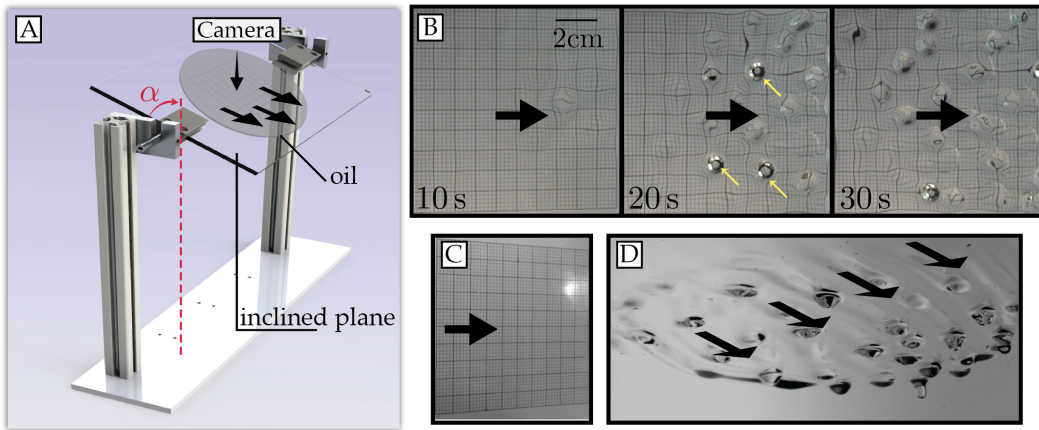 A
Camera
α
oil
inclined plane
B
2cm
10 s
20 s
30 s
C
D